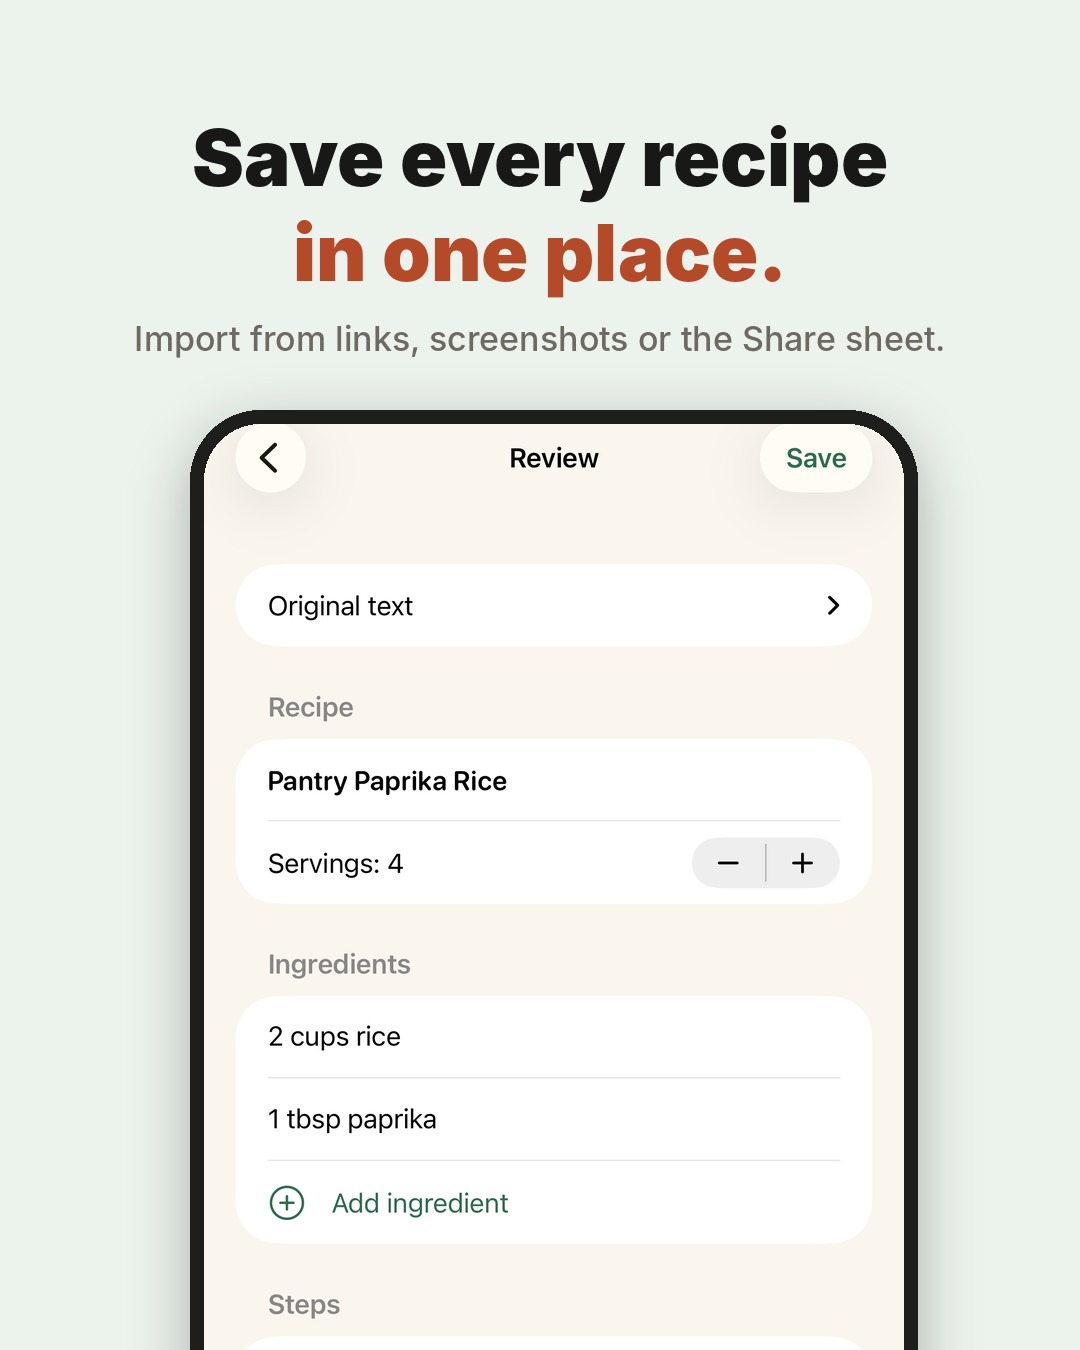 Save every recipe
in one place.
Import from links, screenshots or the Share sheet.
Review
Save
Original text
Recipe
Pantry Paprika Rice
Servings: 4
Ingredients
2 cups rice
1 tbsp paprika
Add ingredient
Steps